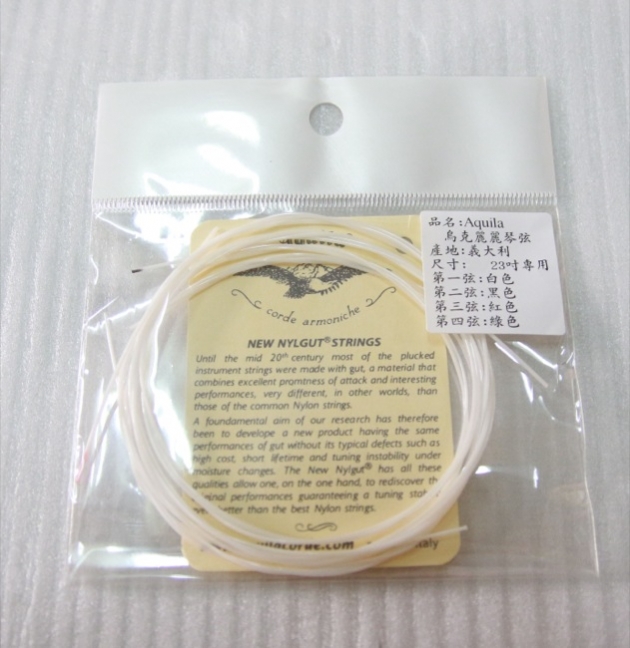 品名:Aquila
烏克麗麗琴弦
產地:義大利
尺寸: 23吋專用
第一弦:白色
第二弦:黑色
第三弦:紅色
第四弦:綠色
corde armoniche
NEW NYLGUT® STRINGS
Until the mid 20th century most of the plucked
instrument strings were made with gut, a material that
combines excellent promtness of attack and interesting
performances, very different, in other worlds, than
those of the common Nylon strings.
A foundamental aim of our research has therefore
been to develope a new product having the same
performances of gut without its typical defects such as
high cost, short lifetime and tuning instability under
moisture changes. The New Nylgut® has all these
qualities allow one, on the one hand, to rediscover
performances guaranteeing a tuning
better than the best Nylon strings.